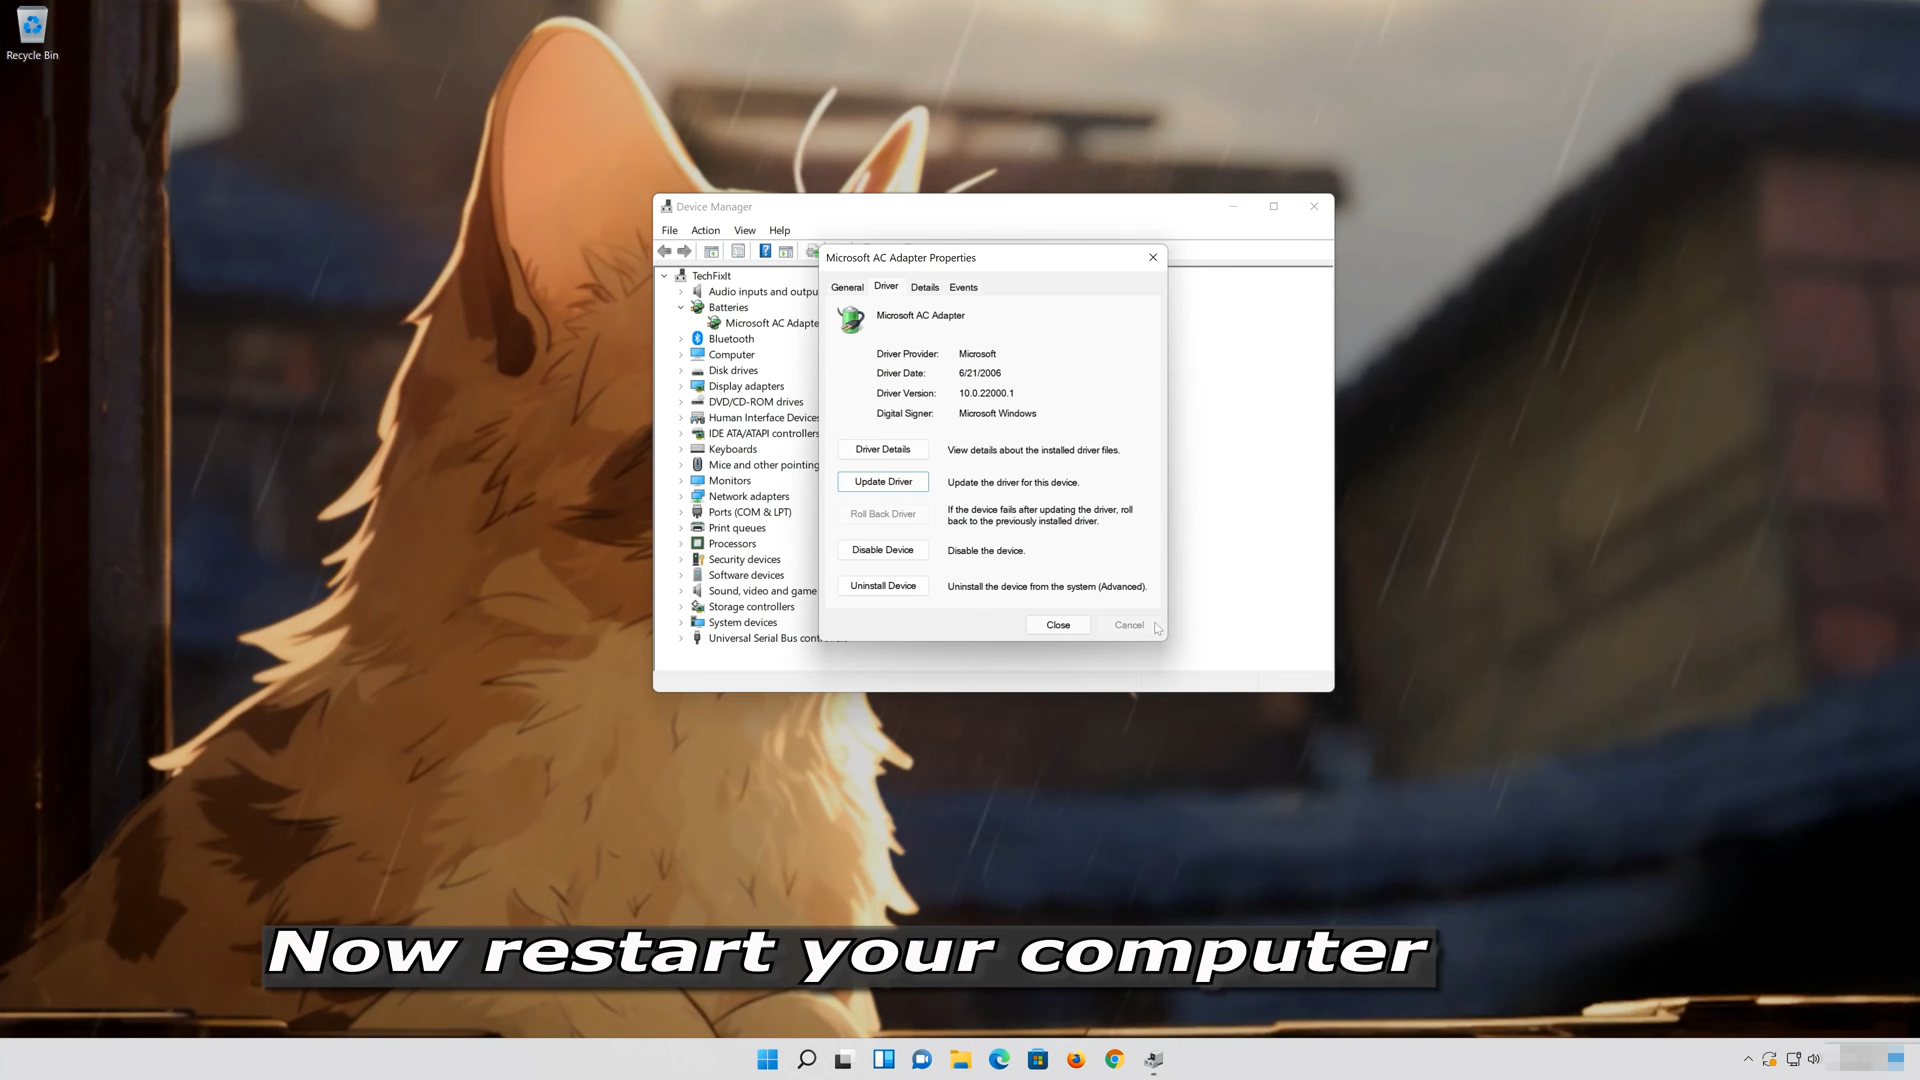 Recycle Bin
Device Manager
File Action View Help
TechFixIt
Audio inputs and outpu
Batteries
Microsoft AC Adapte
Bluetooth
Computer
Disk drives
Display adapters
DVD/CD-ROM drives
Human Interface Devices
IDE ATA/ATAPI controllers
Keyboards
Mice and other pointing
Monitors
Network adapters
Ports (COM & LPT)
Print queues
Processors
Security devices
Software devices
Sound, video and game
Storage controllers
System devices
Universal Serial Bus
Microsoft AC Adapter Properties
General Driver Details Events
Microsoft AC Adapter
Driver Provider: Microsoft
Driver Date: 6/21/2006
Driver Version: 10.0.22000.1
Digital Signer: Microsoft Windows
Driver Details View details about the installed driver files.
Update Driver Update the driver for this device.
Roll Back Driver If the device fails after updating the driver, roll
back to the previously installed driver.
Disable Device Disable the device.
Uninstall Device Uninstall the device from the system (Advanced).
Close Cancel
Now restart your computer